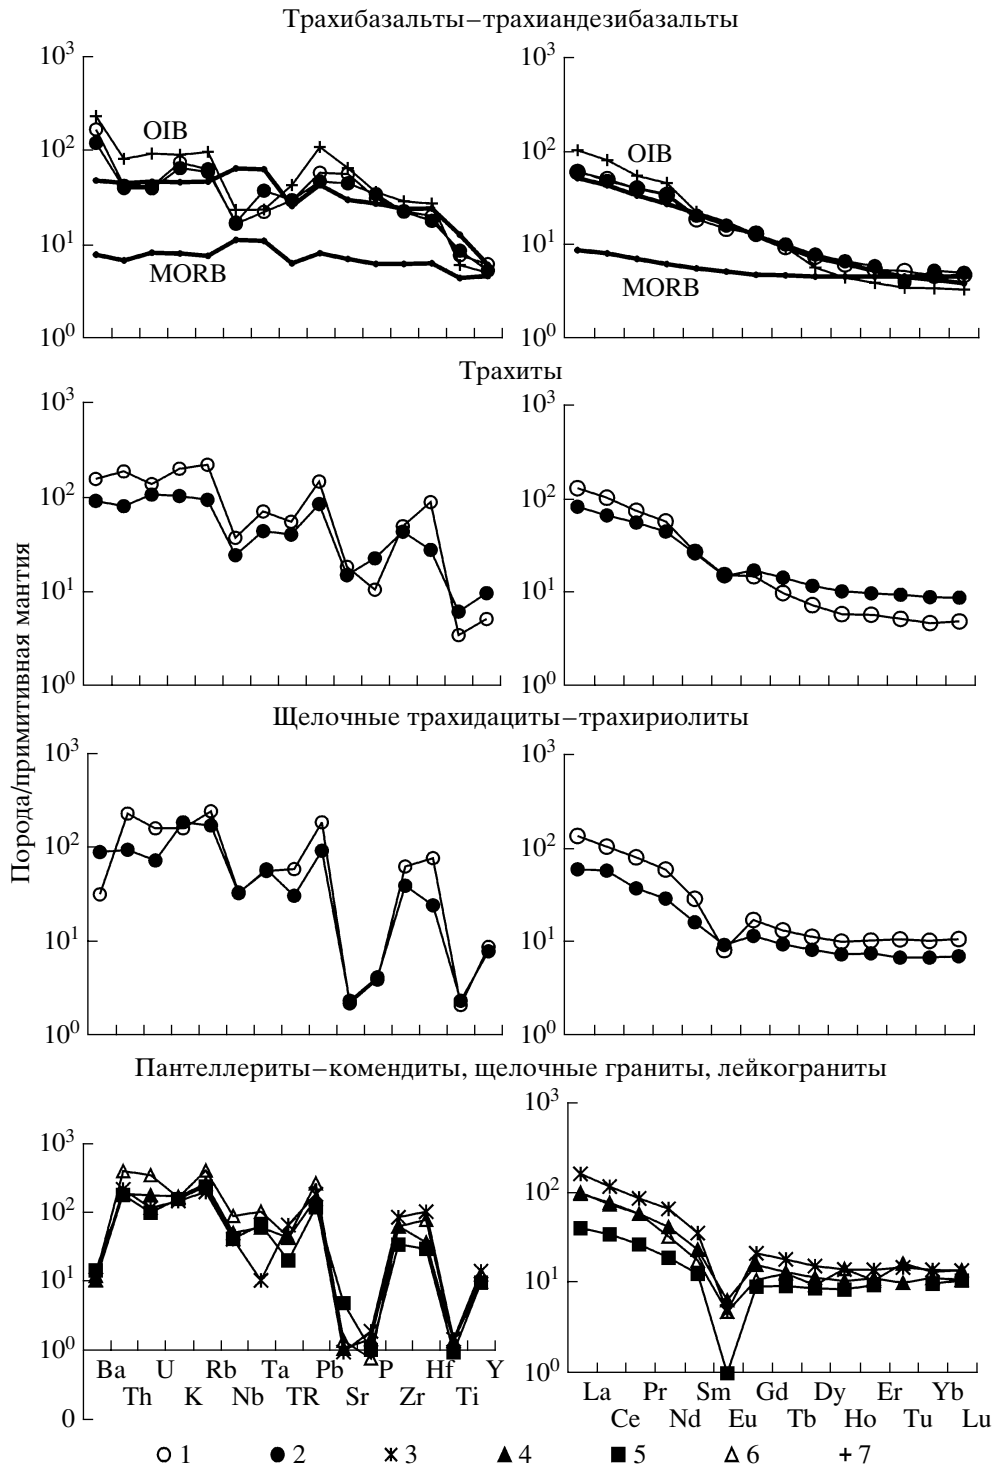 Трахибазальты–трахиандезибазальты
10³ 10³
10² OIB 10² OIB
10¹ MORB 10¹ MORB
10⁰ 10⁰
Трахиты
10³ 10³
10² 10²
10¹ 10¹
10⁰ 10⁰
Порода/примитивная мантия
Щелочные трахидациты–трахириолиты
10³ 10³
10² 10²
10¹ 10¹
10⁰ 10⁰
Пантеллериты–комендиты, щелочные граниты, лейкограниты
10³ 10³
10² 10²
10¹ 10¹
10⁰ 10⁰
Ba U Rb Ta Pb P Hf Y La Pr Sm Gd Dy Er Yb
Th K Nb TR Sr Zr Ti Ce Nd Eu Tb Ho Tu Lu
0
1 2 3 4 5 6 7